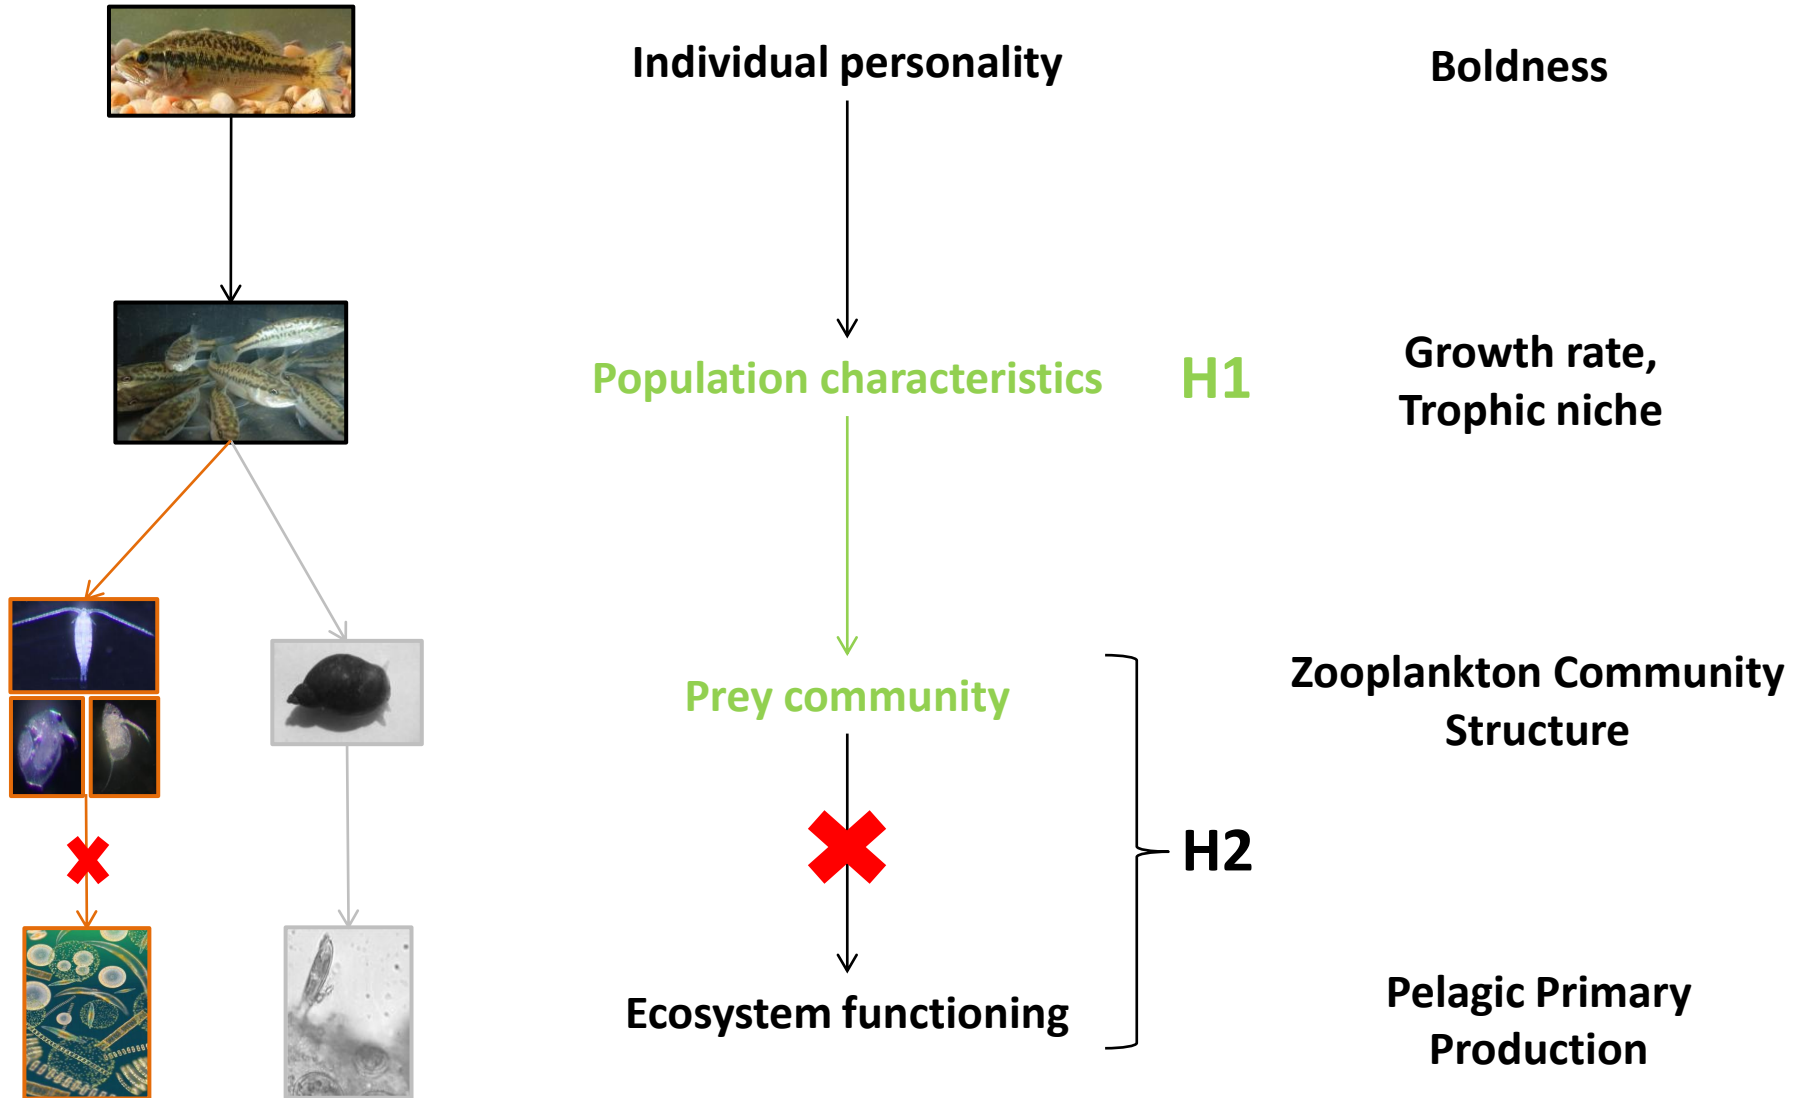 Individual personality
Boldness
Population characteristics
H1
Growth rate,
Trophic niche
Prey community
Zooplankton Community
Structure
H2
Ecosystem functioning
Pelagic Primary
Production